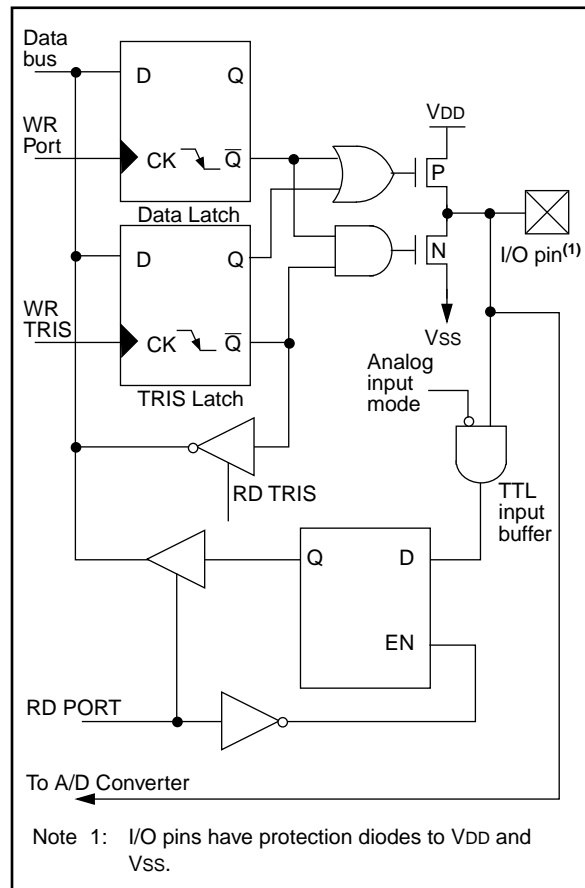 Data
bus
D
Q
WR
Port
CK
Q̅
VDD
P
Data Latch
I/O pin(1)
D
Q
N
WR
TRIS
CK
Q̅
VSS
TRIS Latch
Analog
input
mode
RD TRIS
TTL
input
buffer
Q
D
EN
RD PORT
To A/D Converter
Note 1: I/O pins have protection diodes to VDD and
VSS.